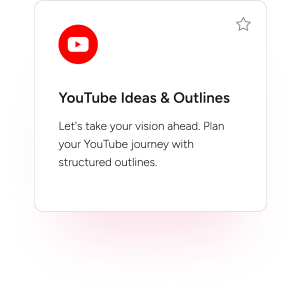 YouTube Ideas & Outlines
Let's take your vision ahead. Plan
your YouTube journey with
structured outlines.